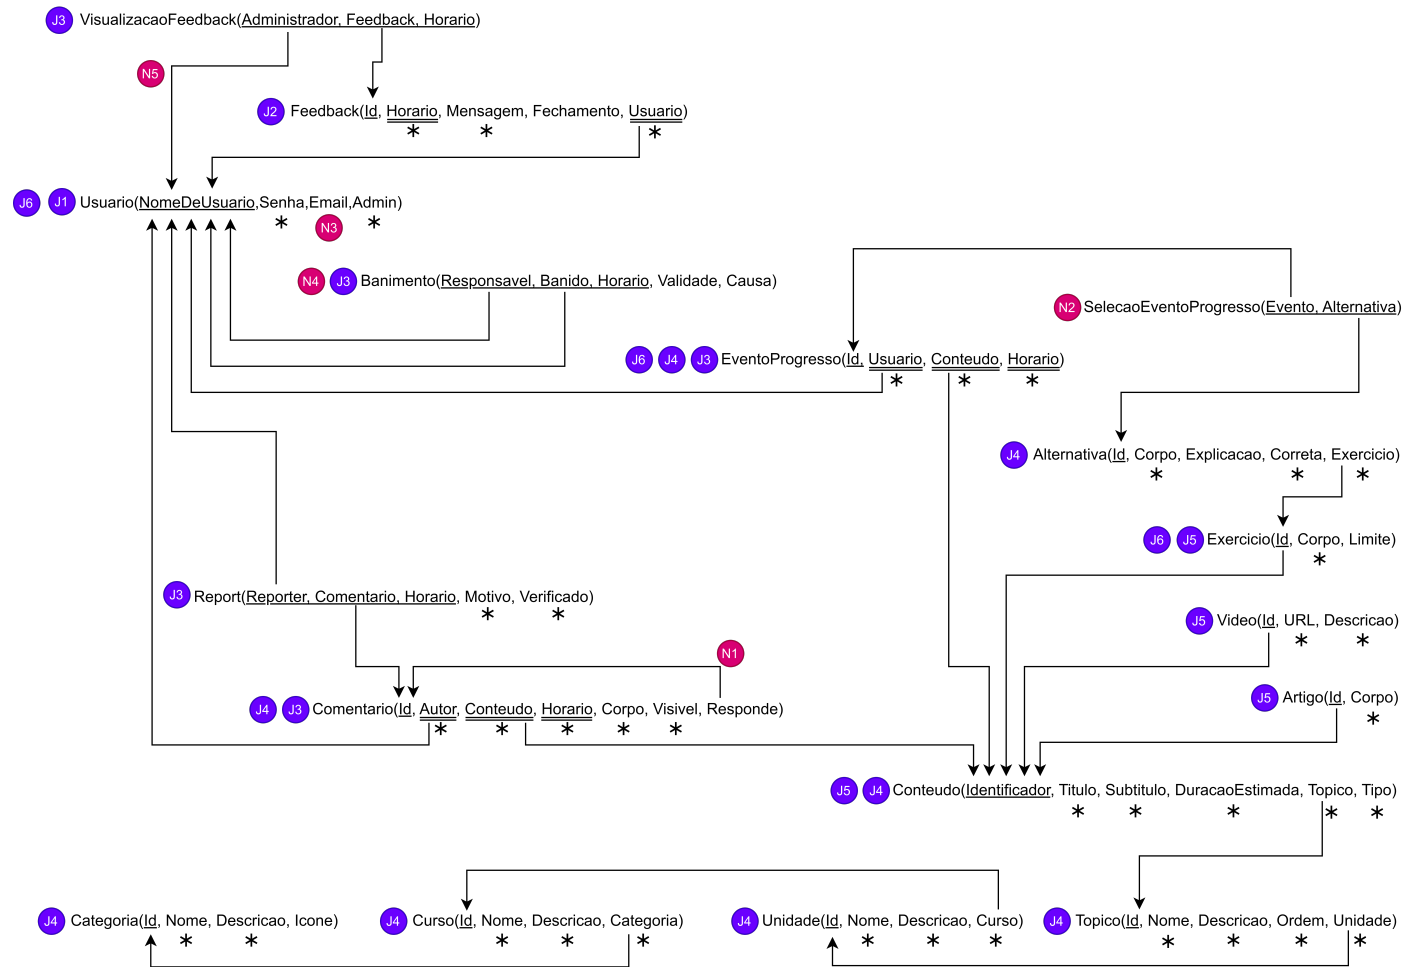 J3 VisualizacaoFeedback(Administrador, Feedback, Horario)
N5
J2 Feedback(Id, Horario, Mensagem, Fechamento, Usuario)
* * *
J6 J1 Usuario(NomeDeUsuario,Senha,Email,Admin)
* N3 *
N4 J3 Banimento(Responsavel, Banido, Horario, Validade, Causa)
N2 SelecaoEventoProgresso(Evento, Alternativa)
J6 J4 J3 EventoProgresso(Id, Usuario, Conteudo, Horario)
* * *
J4 Alternativa(Id, Corpo, Explicacao, Correta, Exercicio)
* * *
J6 J5 Exercicio(Id, Corpo, Limite)
*
J3 Report(Reporter, Comentario, Horario, Motivo, Verificado)
* *
J5 Video(Id, URL, Descricao)
* *
N1
J5 Artigo(Id, Corpo)
*
J4 J3 Comentario(Id, Autor, Conteudo, Horario, Corpo, Visivel, Responde)
* * * * *
J5 J4 Conteudo(Identificador, Titulo, Subtitulo, DuracaoEstimada, Topico, Tipo)
* * * * *
J4 Categoria(Id, Nome, Descricao, Icone)
* *
J4 Curso(Id, Nome, Descricao, Categoria)
* * *
J4 Unidade(Id, Nome, Descricao, Curso)
* * *
J4 Topico(Id, Nome, Descricao, Ordem, Unidade)
* * * *